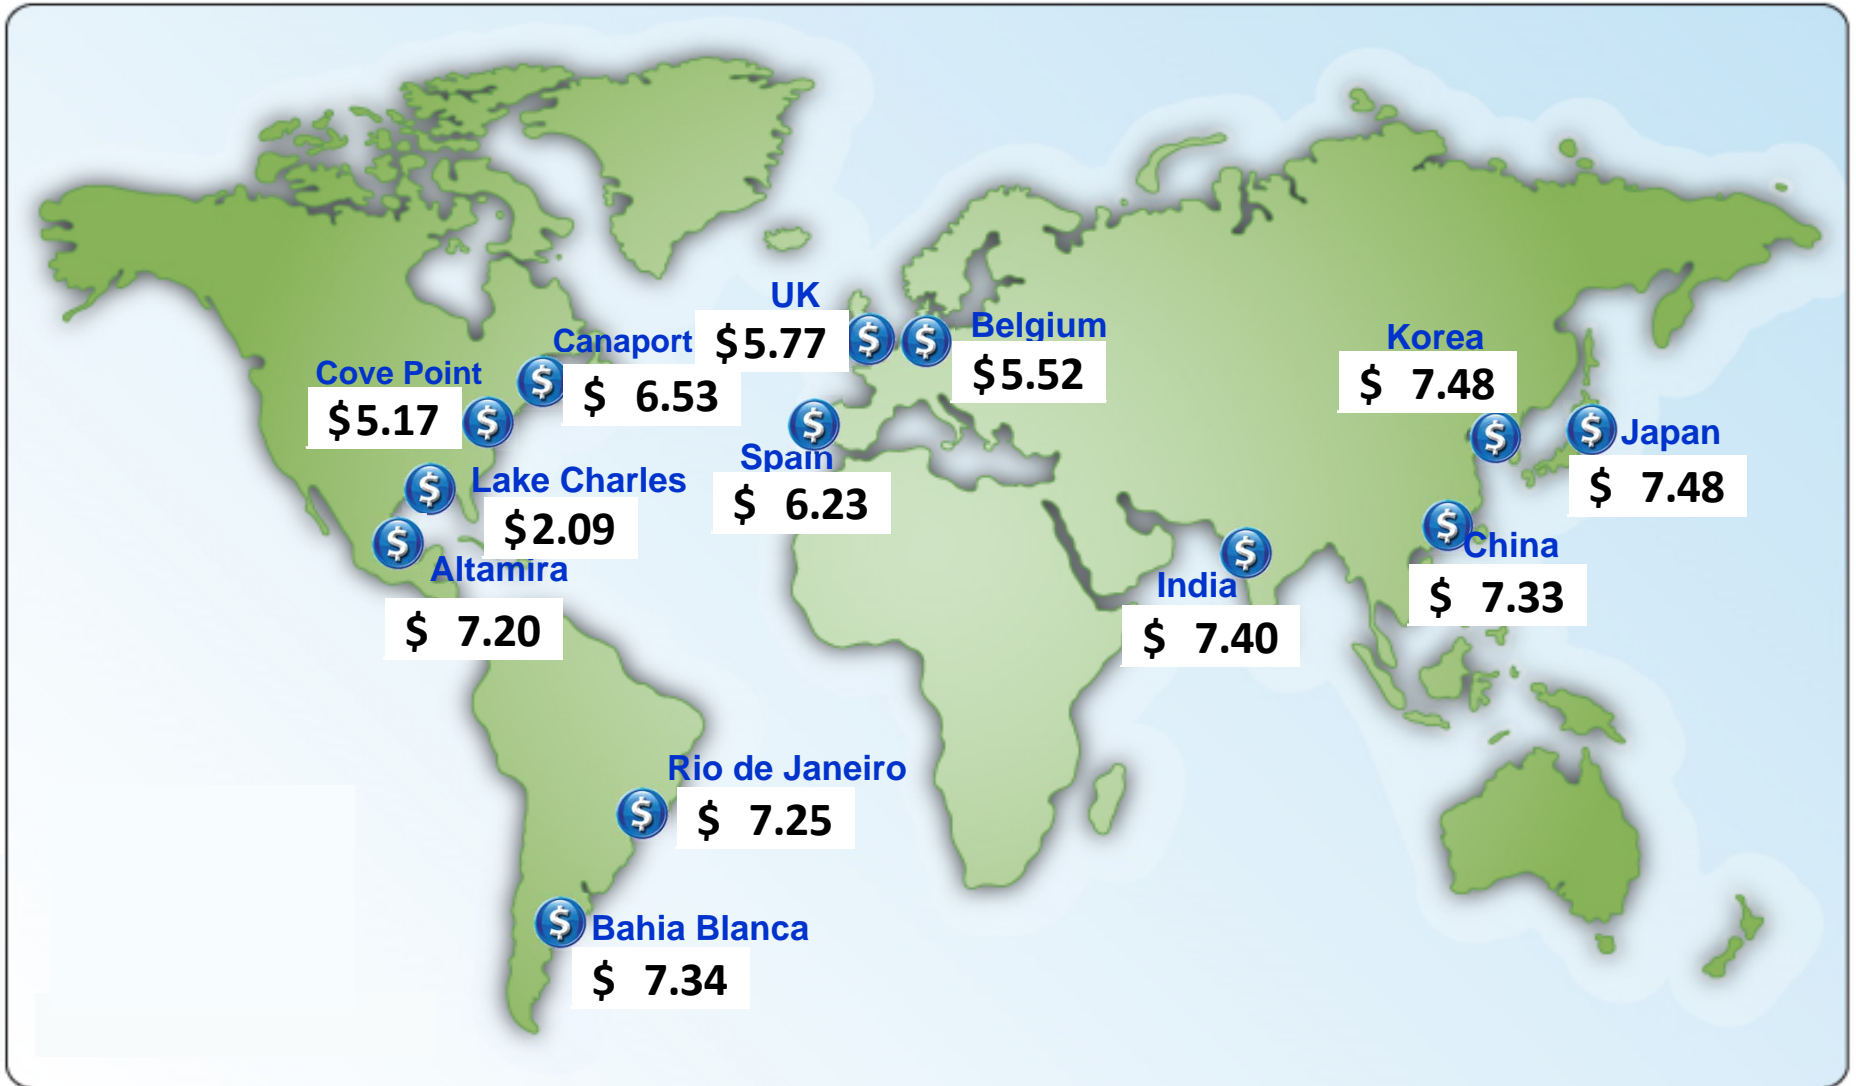 UK
$5.77
Belgium
$5.52
Canaport
$ 6.53
Cove Point
$5.17
Korea
$ 7.48
Japan
$ 7.48
Spain
$ 6.23
Lake Charles
$2.09
China
$ 7.33
Altamira
$ 7.20
India
$ 7.40
Rio de Janeiro
$ 7.25
Bahia Blanca
$ 7.34